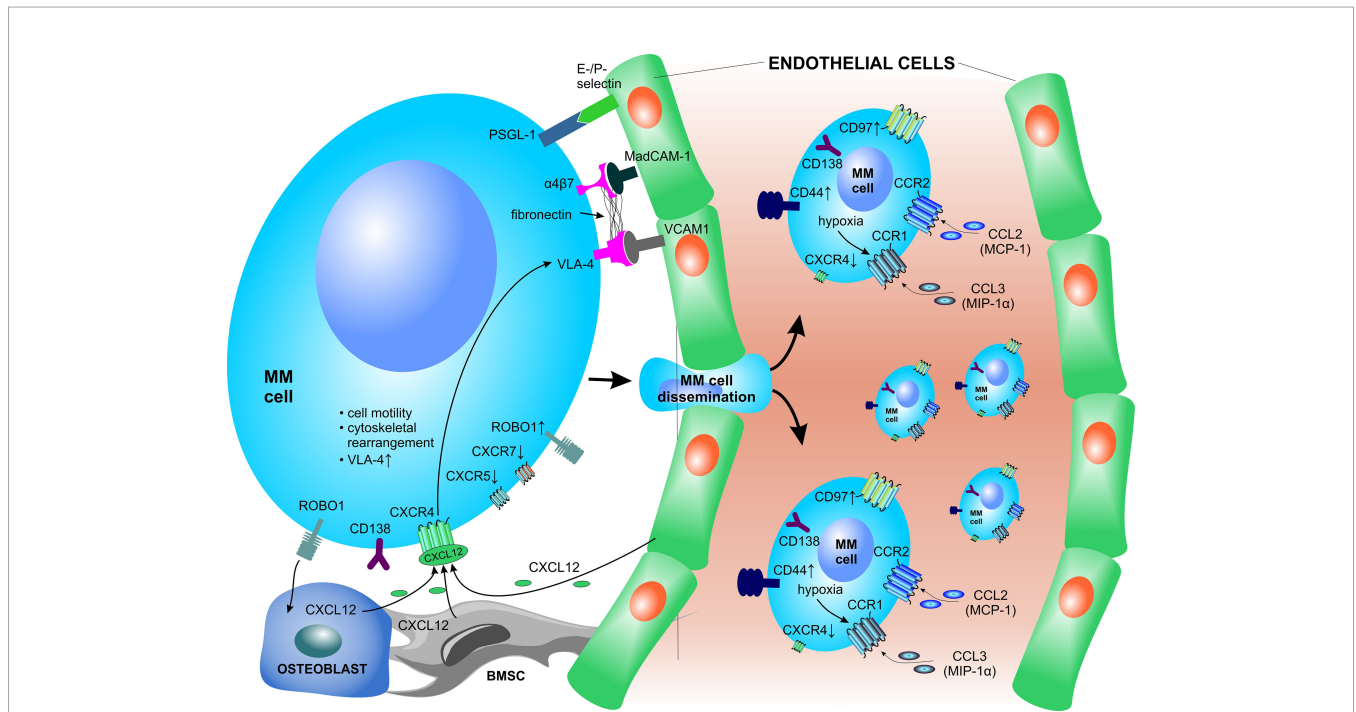 ENDOTHELIAL CELLS
E-/P-
selectin
PSGL-1
MadCAM-1
α4β7
fibronectin
VCAM1
VLA-4
MM
cell
• cell motility
• cytoskeletal
rearrangement
• VLA-4↑
ROBO1↑
CXCR7↓
CXCR5↓
ROBO1
CD138
CXCR4
CXCL12
CXCL12
CXCL12
CXCL12
OSTEOBLAST
BMSC
MM cell
dissemination
CD97↑
CD138
MM
cell
CD44↑
CCR2
hypoxia
CCR1
CXCR4↓
CCL2
(MCP-1)
CCL3
(MIP-1α)
MM
cell
MM
cell
MM
cell
CD97↑
CD138
MM
cell
CD44↑
CCR2
hypoxia
CCR1
CXCR4↓
CCL2
(MCP-1)
CCL3
(MIP-1α)